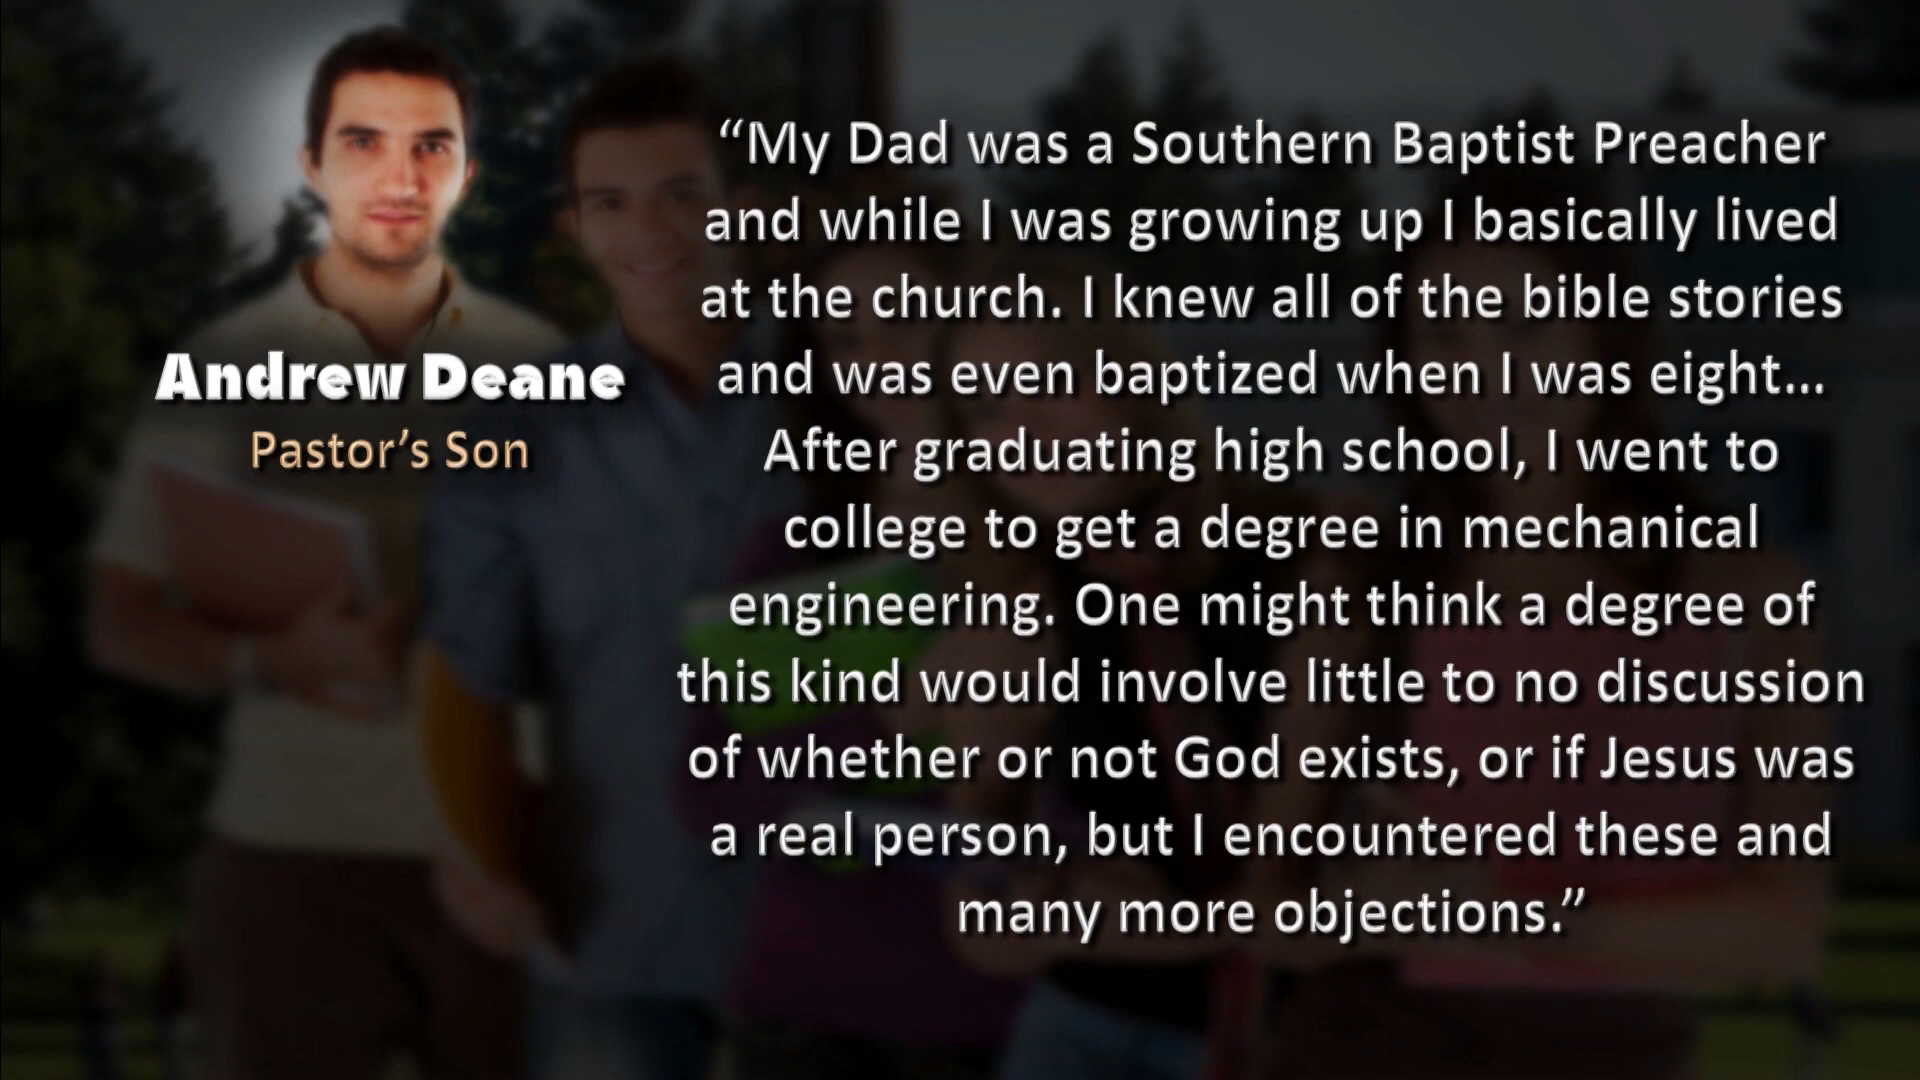 Andrew Deane
Pastor’s Son
“My Dad was a Southern Baptist Preacher
and while I was growing up I basically lived
at the church. I knew all of the bible stories
and was even baptized when I was eight...
After graduating high school, I went to
college to get a degree in mechanical
engineering. One might think a degree of
this kind would involve little to no discussion
of whether or not God exists, or if Jesus was
a real person, but I encountered these and
many more objections.”